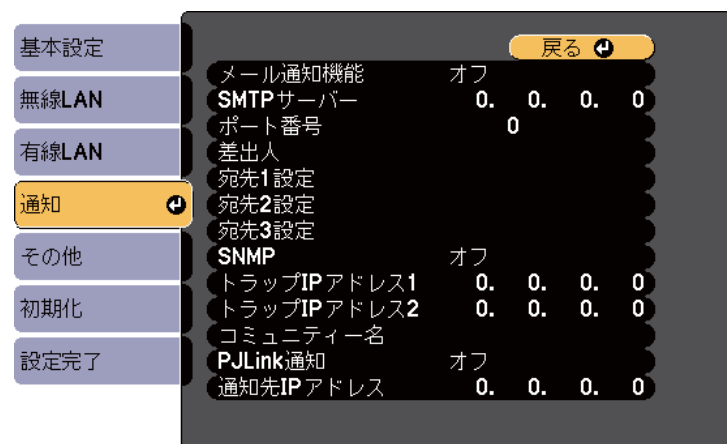 基本設定
無線LAN
有線LAN
通知
その他
初期化
設定完了
戻る
メール通知機能 オフ
SMTPサーバー 0. 0. 0. 0
ポート番号 0
差出人
宛先1設定
宛先2設定
宛先3設定
SNMP オフ
トラップIPアドレス1 0. 0. 0. 0
トラップIPアドレス2 0. 0. 0. 0
コミュニティー名
PJLink通知 オフ
通知先IPアドレス 0. 0. 0. 0